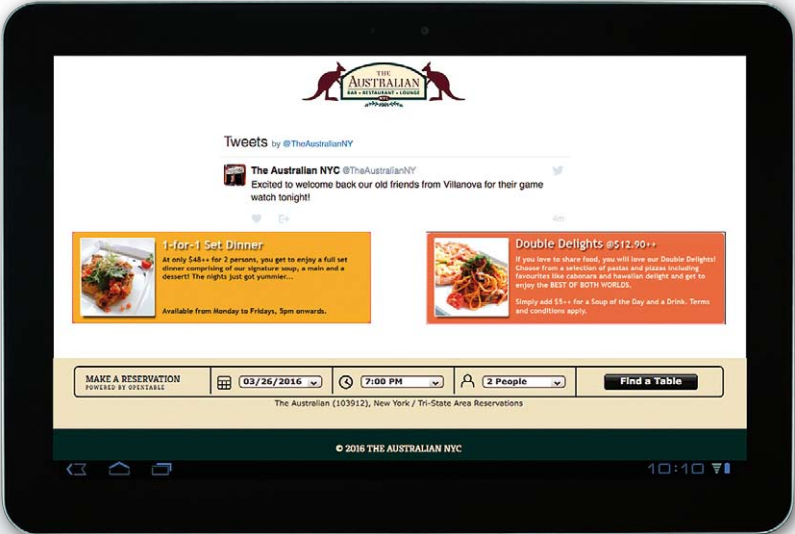 THE
AUSTRALIAN
BAR • RESTAURANT • LOUNGE
NYC
Tweets by @TheAustralianNY
The Australian NYC @TheAustralianNY
Excited to welcome back our old friends from Villanova for their game
watch tonight!
1-for-1 Set Dinner
At only $48++ for 2 persons, you get to enjoy a full set
dinner comprising of our signature soup, a main and a
dessert! The nights just got yummier...
Available from Monday to Fridays, 5pm onwards.
Double Delights @$12.90++
If you love to share food, you will love our Double Delights!
Choose from a selection of pastas and pizzas including
favourites like cabonara and hawaiian delight and get to
enjoy the BEST OF BOTH WORLDS.
Simply add $5++ for a Soup of the Day and a Drink. Terms
and conditions apply.
MAKE A RESERVATION
POWERED BY OPENTABLE
03/26/2016
7:00 PM
2 People
Find a Table
The Australian (103912), New York / Tri-State Area Reservations
© 2016 THE AUSTRALIAN NYC
10:10